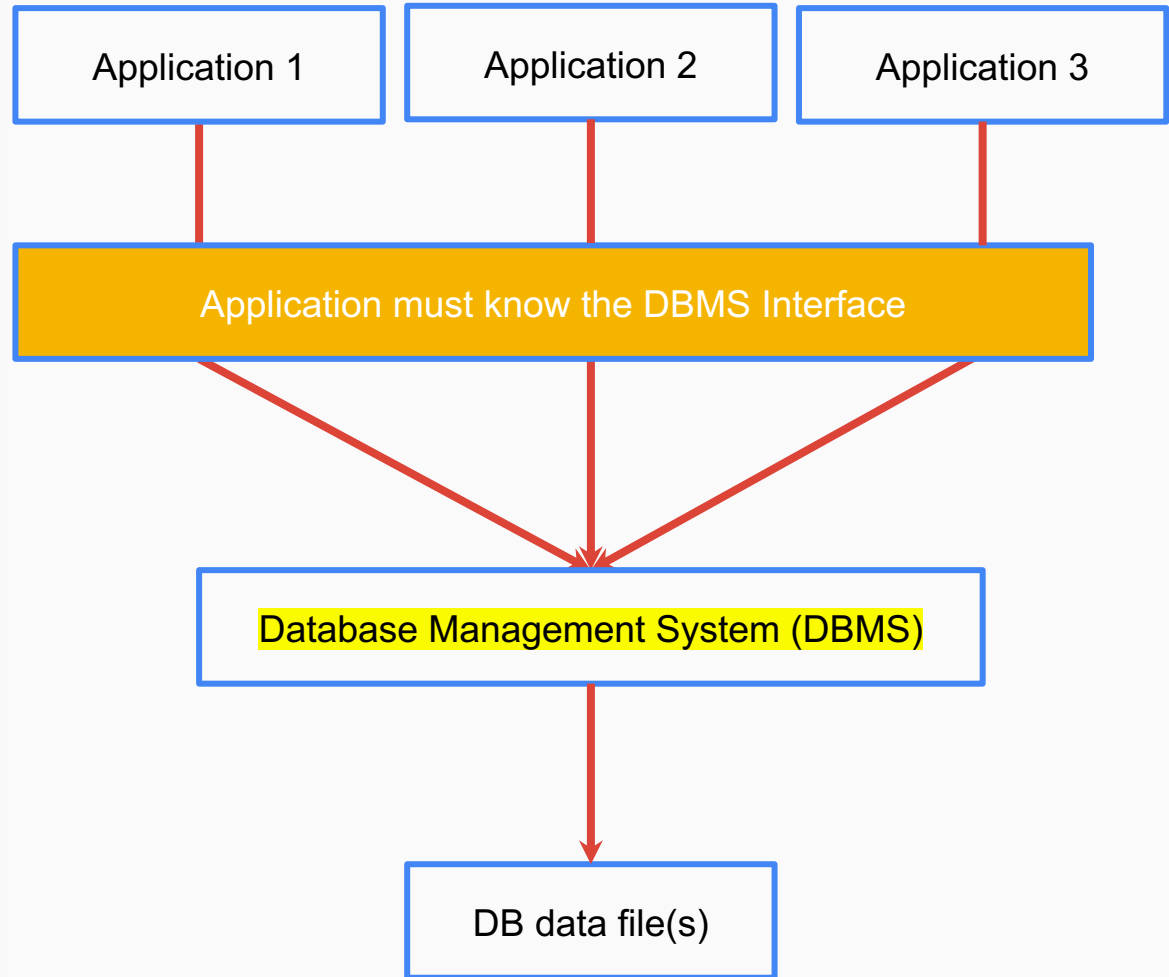 Application 1
Application 2
Application 3
Application must know the DBMS Interface
Database Management System (DBMS)
DB data file(s)